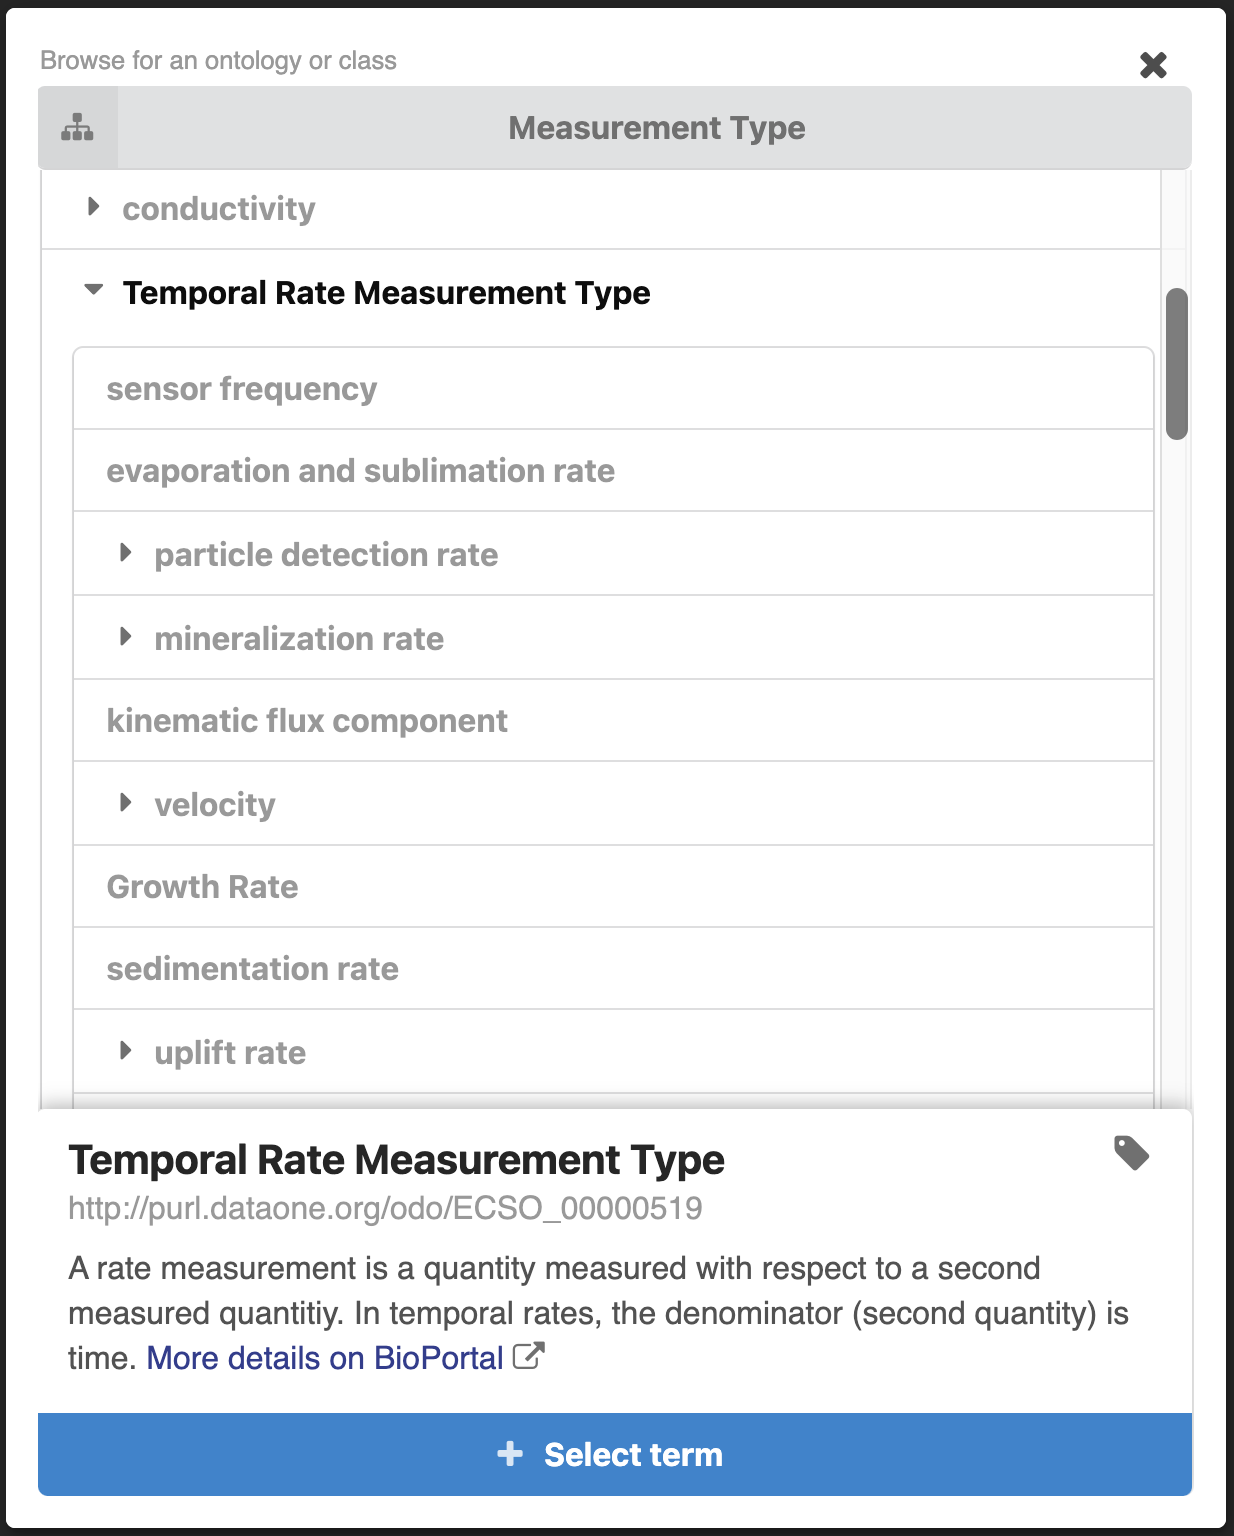 Browse for an ontology or class
Measurement Type
conductivity
Temporal Rate Measurement Type
sensor frequency
evaporation and sublimation rate
particle detection rate
mineralization rate
kinematic flux component
velocity
Growth Rate
sedimentation rate
uplift rate
Temporal Rate Measurement Type
http://purl.dataone.org/odo/ECSO_00000519
A rate measurement is a quantity measured with respect to a second
measured quantitiy. In temporal rates, the denominator (second quantity) is
time. More details on BioPortal
Select term